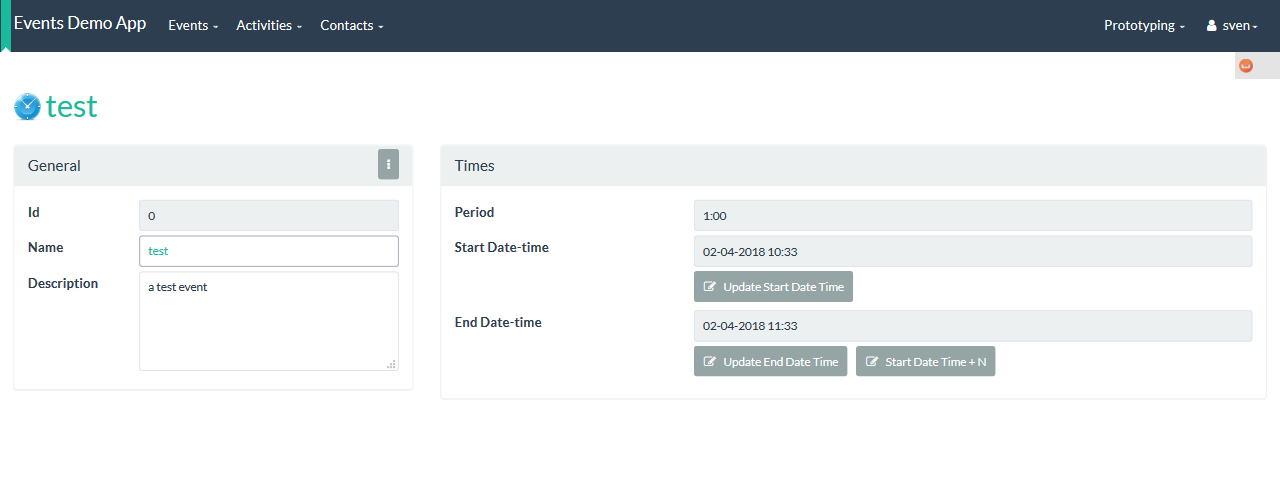 Events Demo App Events Activities Contacts Prototyping sven
test
General
Id 0
Name test
Description a test event
Times
Period 1:00
Start Date-time 02-04-2018 10:33
Update Start Date Time
End Date-time 02-04-2018 11:33
Update End Date Time Start Date Time + N